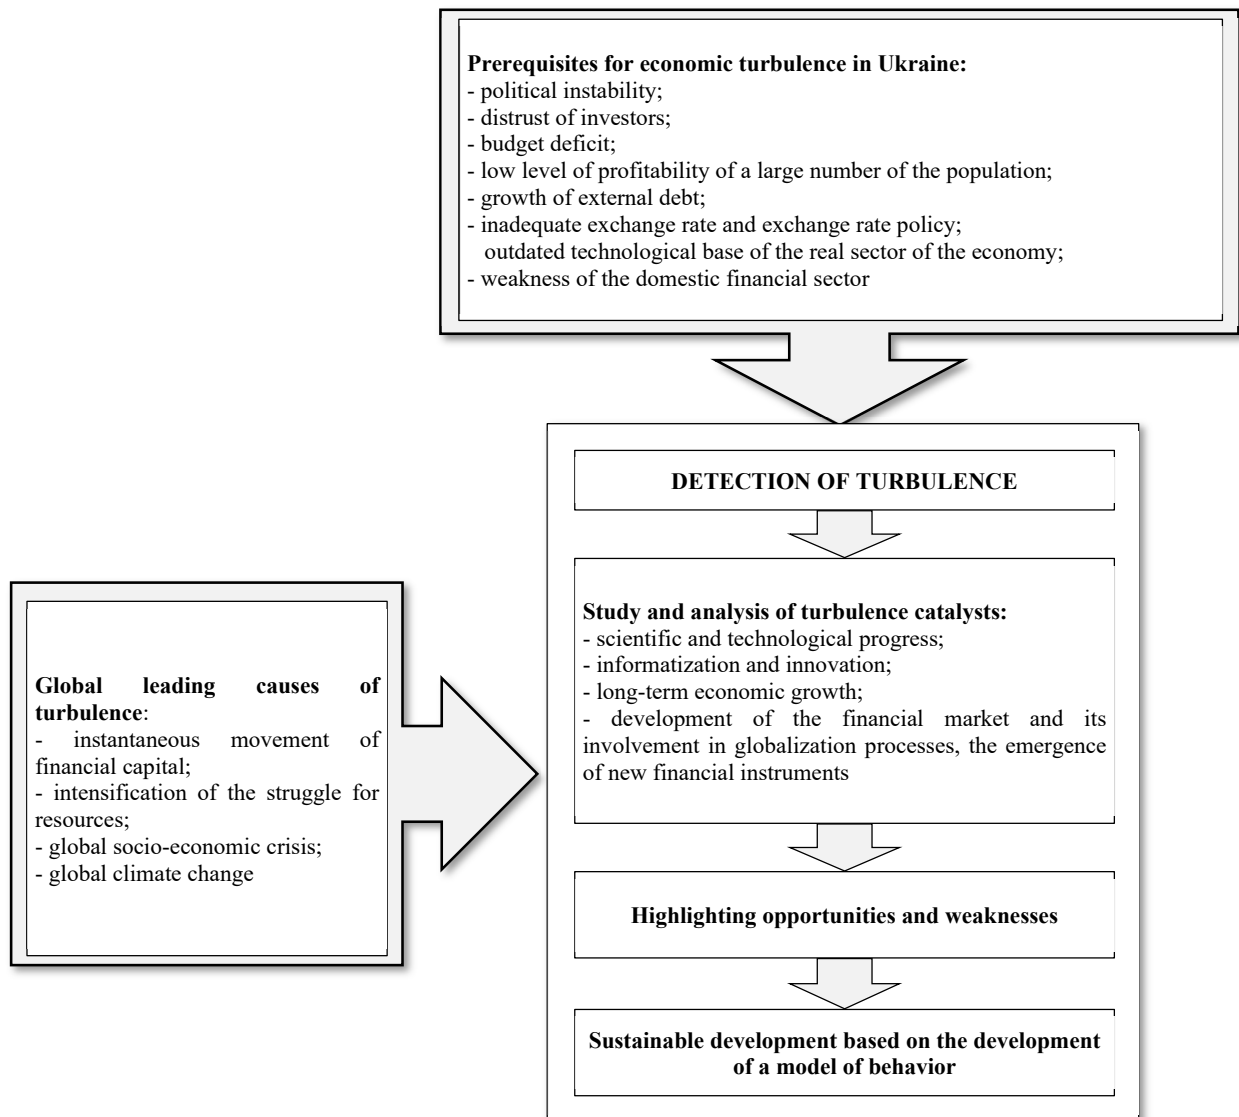 Prerequisites for economic turbulence in Ukraine:
- political instability;
- distrust of investors;
- budget deficit;
- low level of profitability of a large number of the population;
- growth of external debt;
- inadequate exchange rate and exchange rate policy;
outdated technological base of the real sector of the economy;
- weakness of the domestic financial sector
DETECTION OF TURBULENCE
Study and analysis of turbulence catalysts:
- scientific and technological progress;
- informatization and innovation;
- long-term economic growth;
- development of the financial market and its
involvement in globalization processes, the emergence
of new financial instruments
Global leading causes of
turbulence:
- instantaneous movement of
financial capital;
- intensification of the struggle for
resources;
- global socio-economic crisis;
- global climate change
Highlighting opportunities and weaknesses
Sustainable development based on the development
of a model of behavior